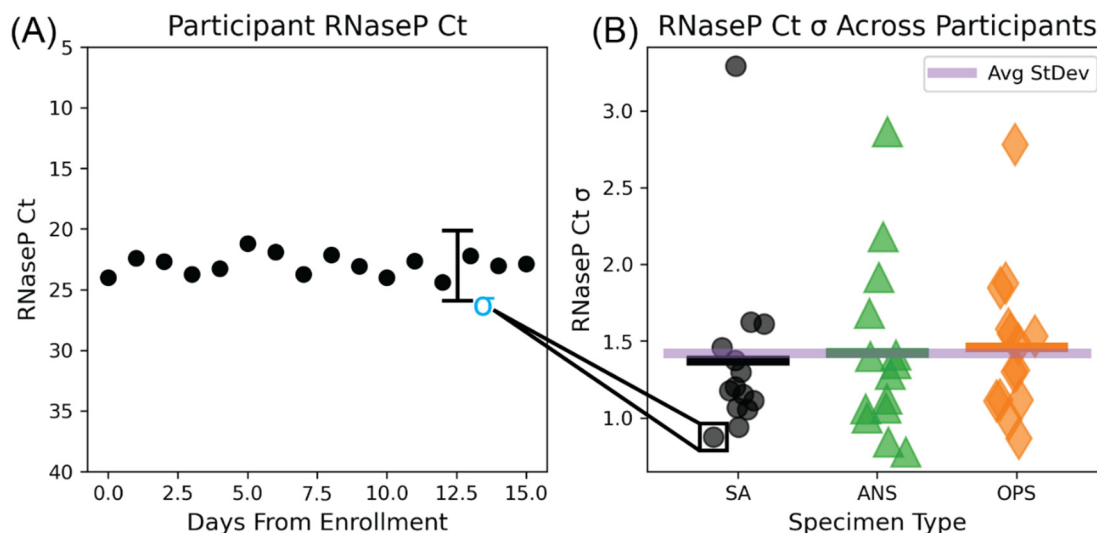 (A)
Participant RNaseP Ct
5
10
15
20
25
30
35
40
RNaseP Ct
σ
0.0 2.5 5.0 7.5 10.0 12.5 15.0
Days From Enrollment
(B)
RNaseP Ct σ Across Participants
Avg StDev
3.0
2.5
2.0
1.5
1.0
RNaseP Ct σ
SA ANS OPS
Specimen Type